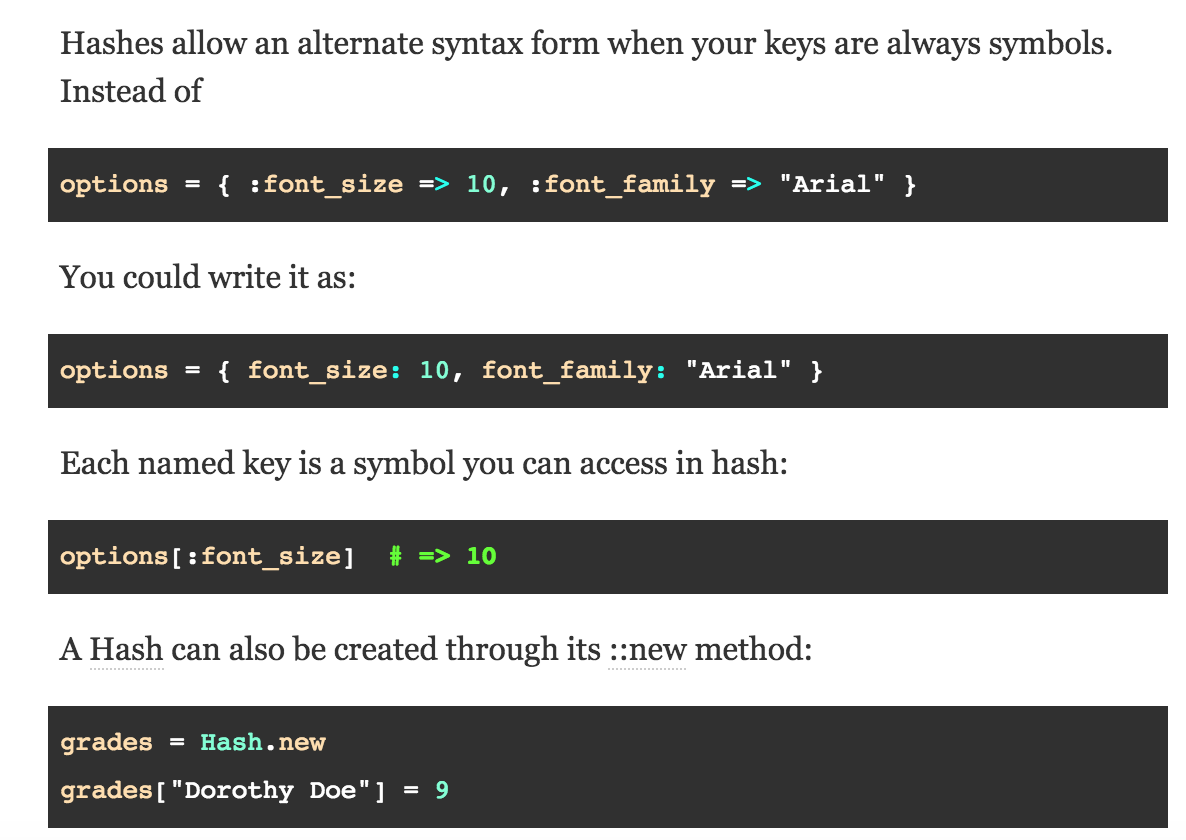 Hashes allow an alternate syntax form when your keys are always symbols.
Instead of
options = { :font_size => 10, :font_family => "Arial" }
You could write it as:
options = { font_size: 10, font_family: "Arial" }
Each named key is a symbol you can access in hash:
options[:font_size]  # => 10
A Hash can also be created through its ::new method:
grades = Hash.new
grades["Dorothy Doe"] = 9